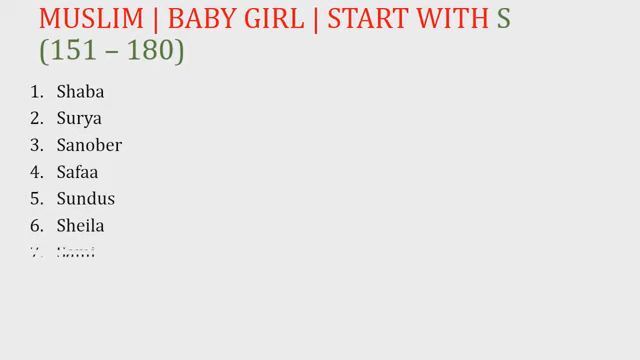 MUSLIM | BABY GIRL | START WITH S
(151 – 180)
1. Shaba
2. Surya
3. Sanober
4. Safaa
5. Sundus
6. Sheila
7.